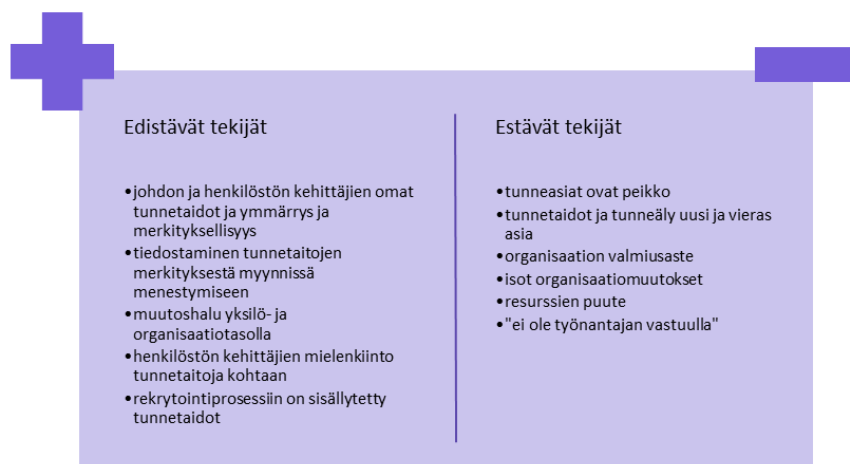 Edistävät tekijät
•johdon ja henkilöstön kehittäjien omat
tunnetaidot ja ymmärrys ja
merkityksellisyys
•tiedostaminen tunnetaitojen
merkityksestä myynnissä
menestymiseen
•muutoshalu yksilö- ja
organisaatiotasolla
•henkilöstön kehittäjien mielenkiinto
tunnetaitoja kohtaan
•rekrytointiprosessiin on sisällytetty
tunnetaidot
Estävät tekijät
•tunneasiat ovat peikko
•tunnetaidot ja tunneäly uusi ja vieras
asia
•organisaation valmiusaste
•isot organisaatiomuutokset
•resurssien puute
•"ei ole työnantajan vastuulla"